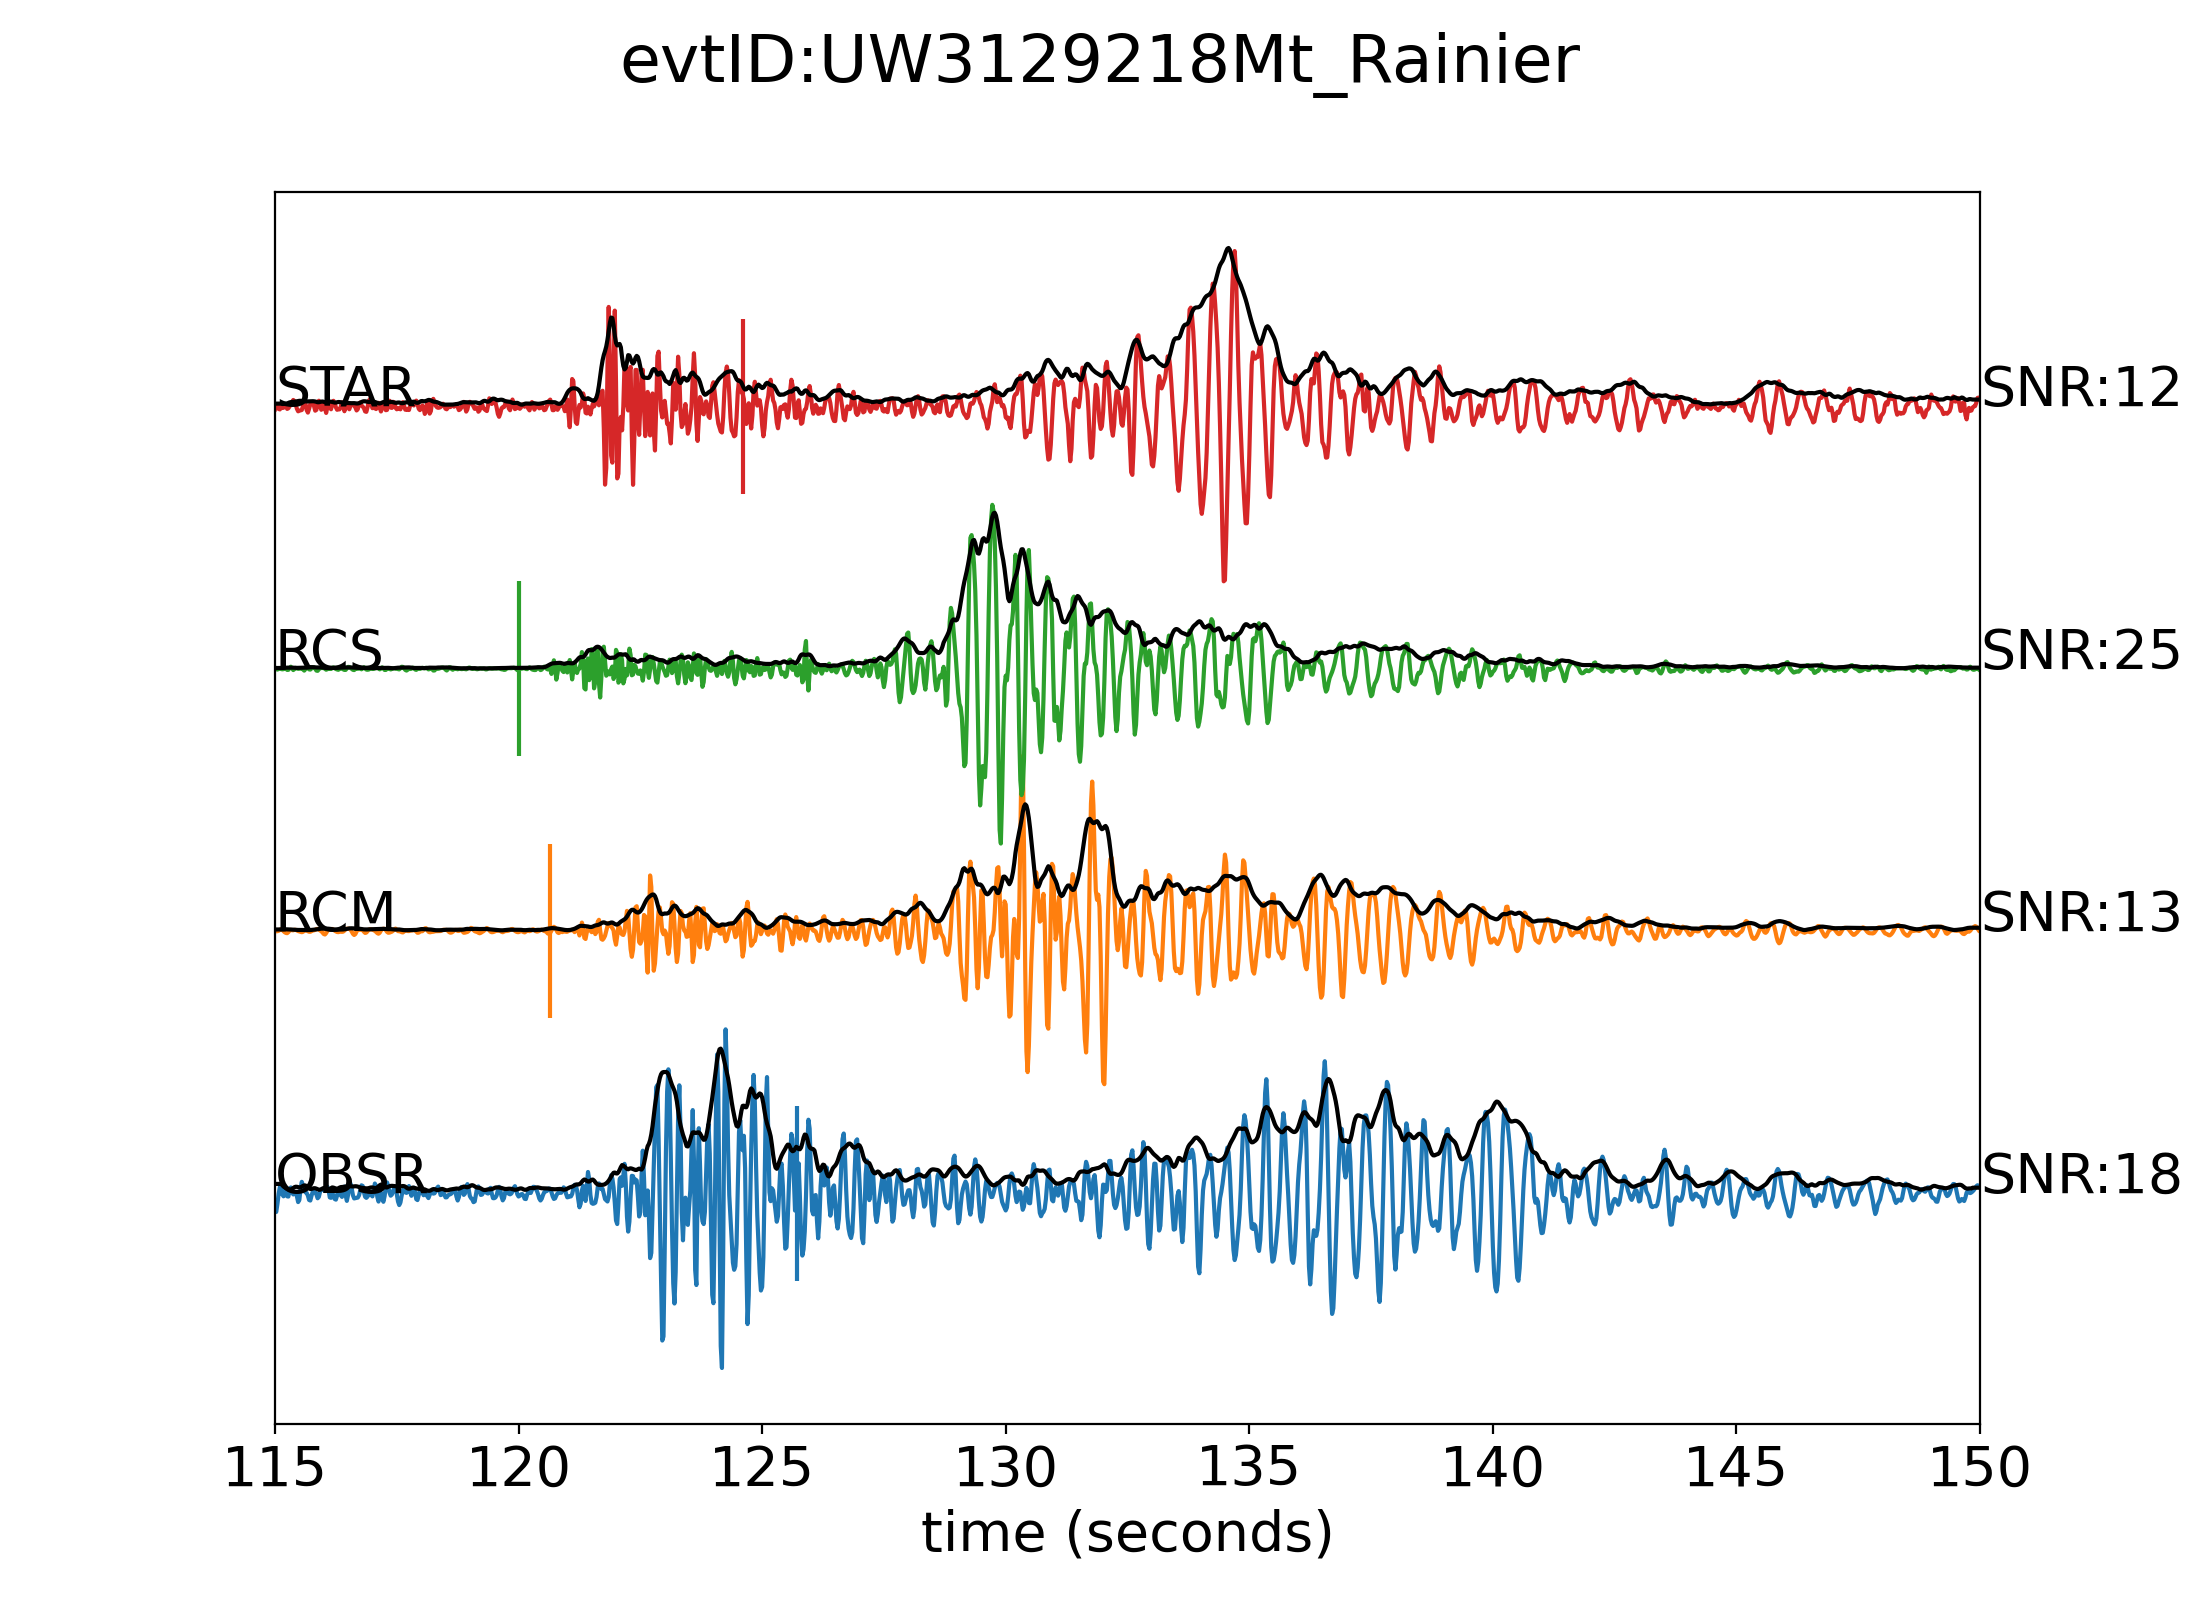 evtID:UW3129218Mt_Rainier
STAR SNR:12
RCS SNR:25
RCM SNR:13
OBSR SNR:18
115 120 125 130 135 140 145 150
time (seconds)